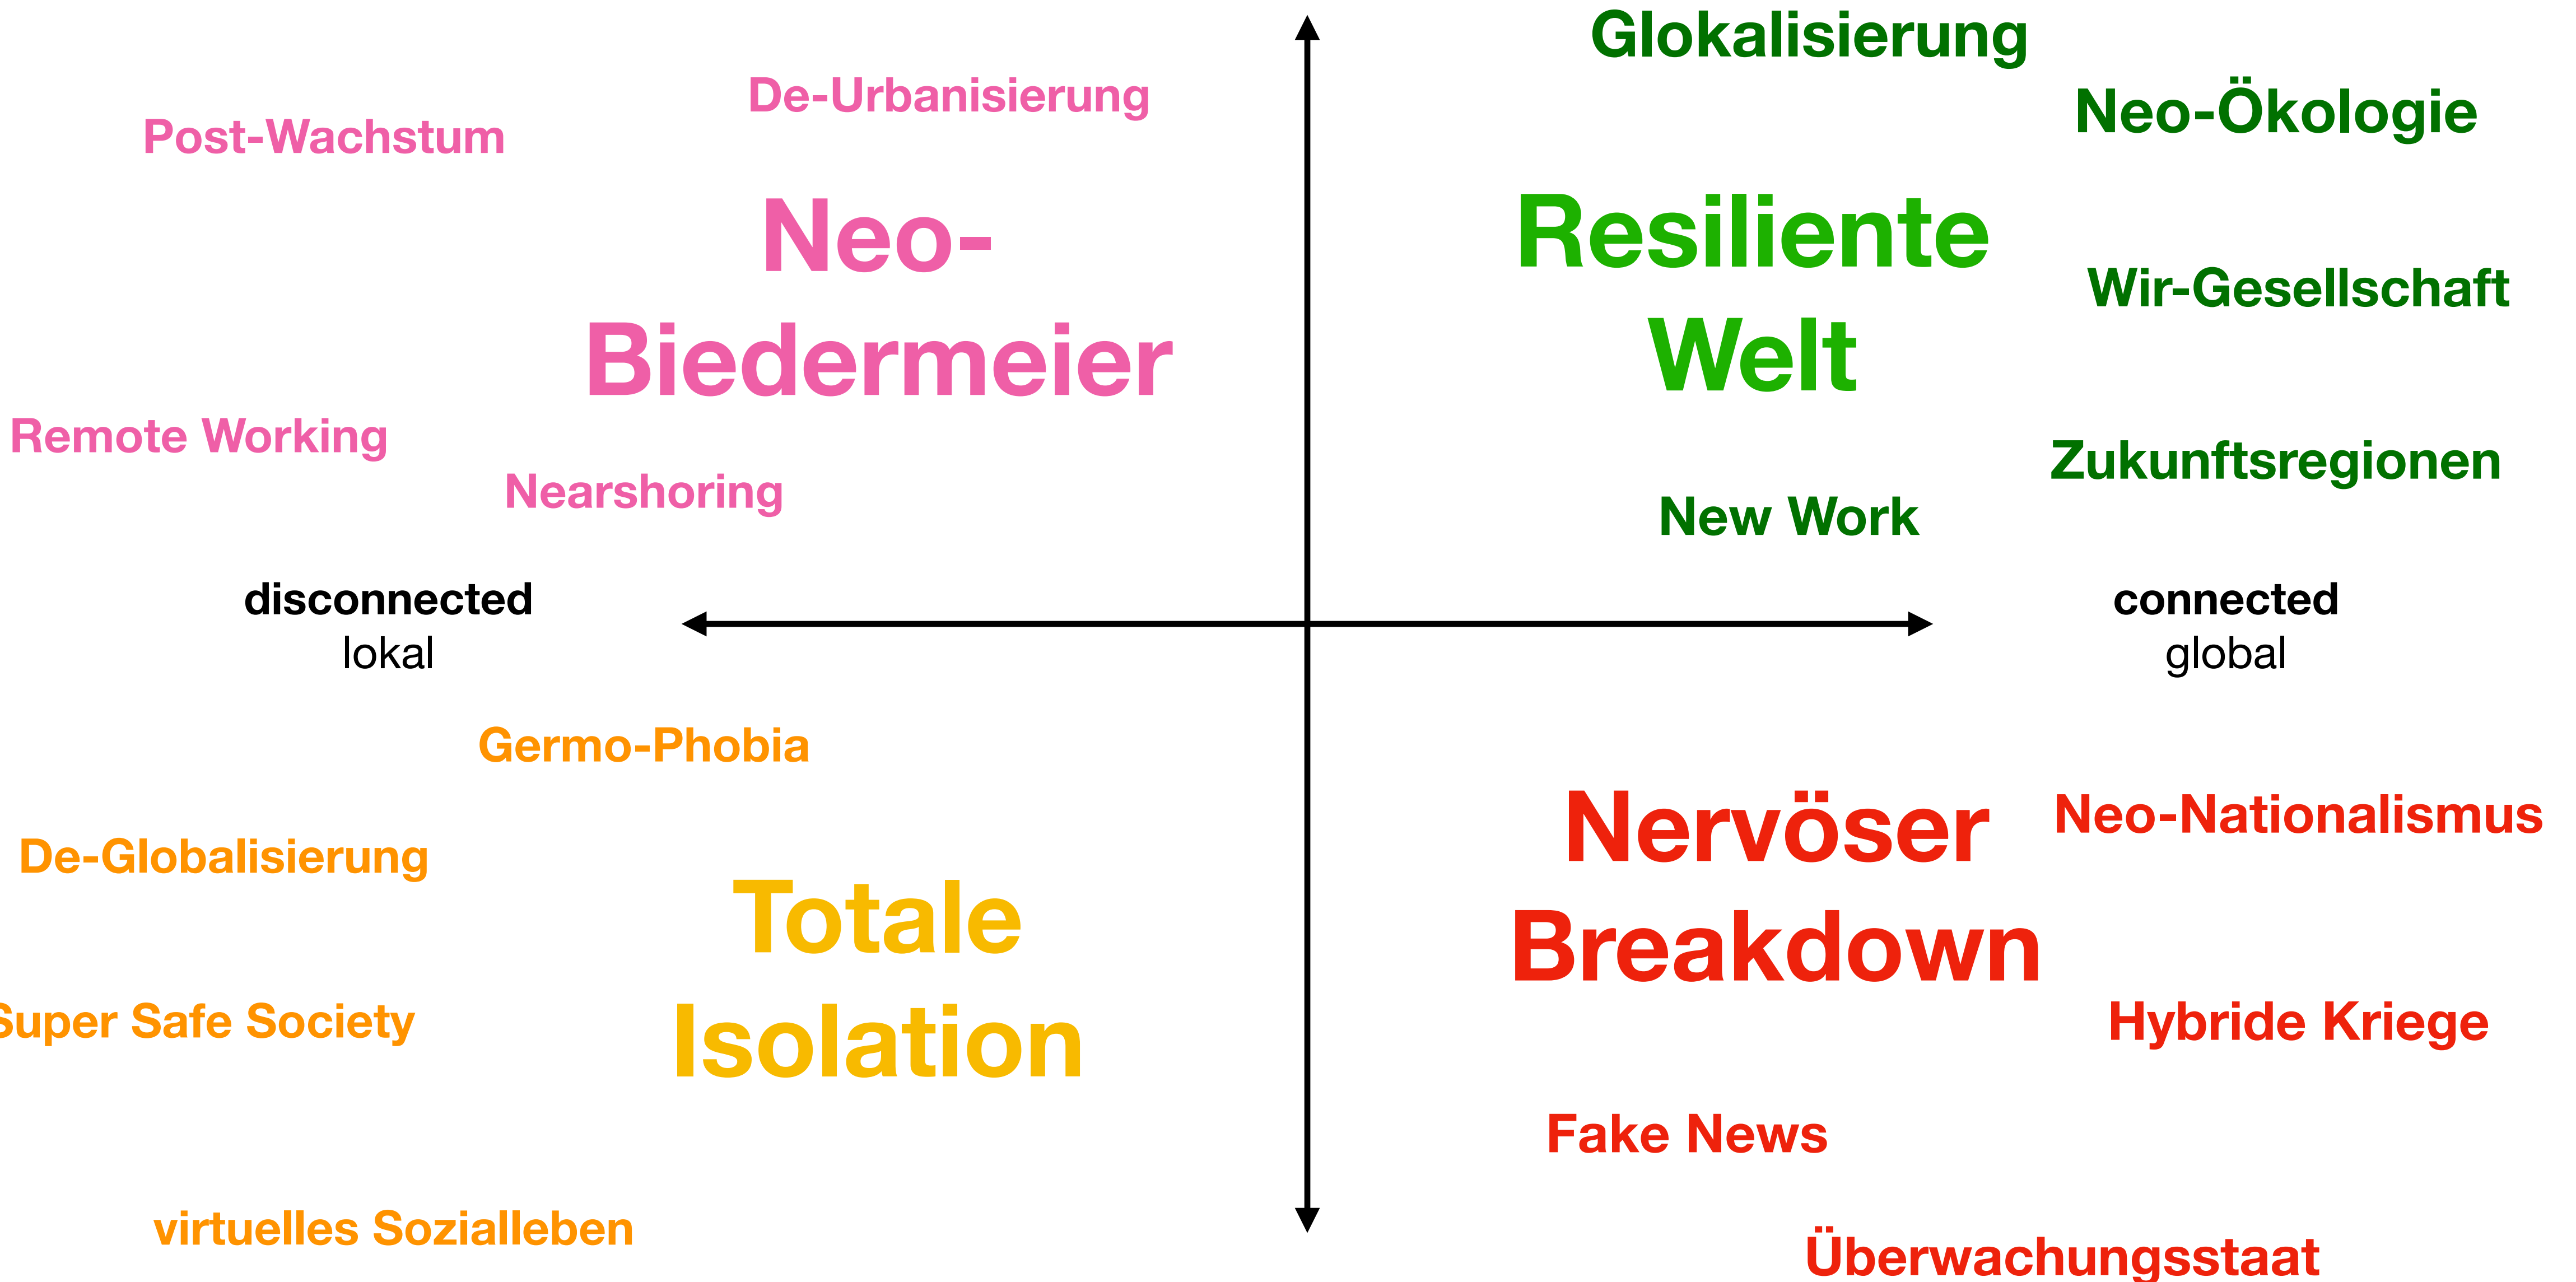 Glokalisierung
De-Urbanisierung
Neo-Ökologie
Post-Wachstum
Neo-
Biedermeier
Resiliente
Welt
Wir-Gesellschaft
Remote Working
Zukunftsregionen
Nearshoring
New Work
disconnected
lokal
connected
global
Germo-Phobia
Nervöser
Breakdown
Neo-Nationalismus
De-Globalisierung
Totale
Isolation
Super Safe Society
Hybride Kriege
Fake News
virtuelles Sozialleben
Überwachungsstaat